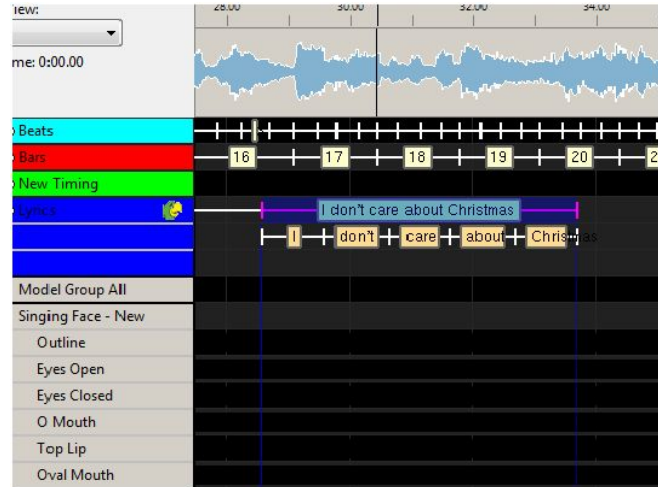 iew:
28.00 30.00 32.00 34.00
me: 0:00.00
Beats
Bars 16 17 18 19 20 2
New Timing
Lyrics I don't care about Christmas
I don't care about Christmas
Model Group All
Singing Face - New
Outline
Eyes Open
Eyes Closed
O Mouth
Top Lip
Oval Mouth